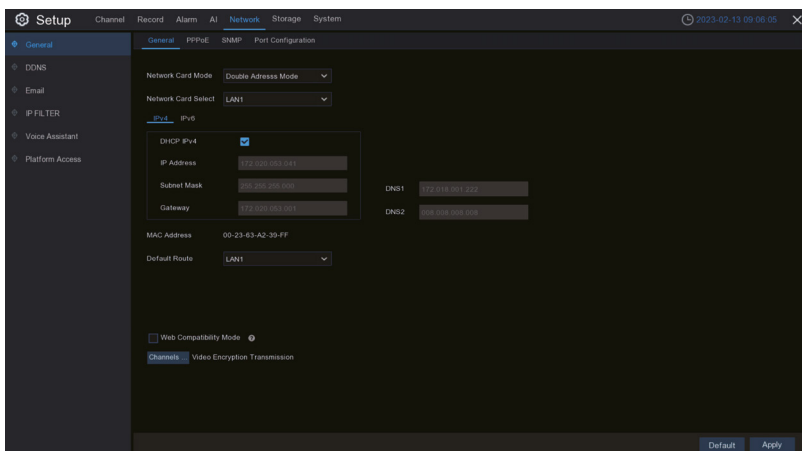 Setup Channel Record Alarm AI Network Storage System 2023-02-13 09:06:05
General PPPoE SNMP Port Configuration
General
DDNS
Email
IP FILTER
Voice Assistant
Platform Access
Network Card Mode Double Adresss Mode
Network Card Select LAN1
IPv4 IPv6
DHCP IPv4
IP Address 172.020.053.041
Subnet Mask 255.255.255.000
Gateway 172.020.053.001
DNS1 172.018.001.222
DNS2 008.008.008.008
MAC Address 00-23-63-A2-39-FF
Default Route LAN1
Web Compatibility Mode
Channels ... Video Encryption Transmission
Default Apply